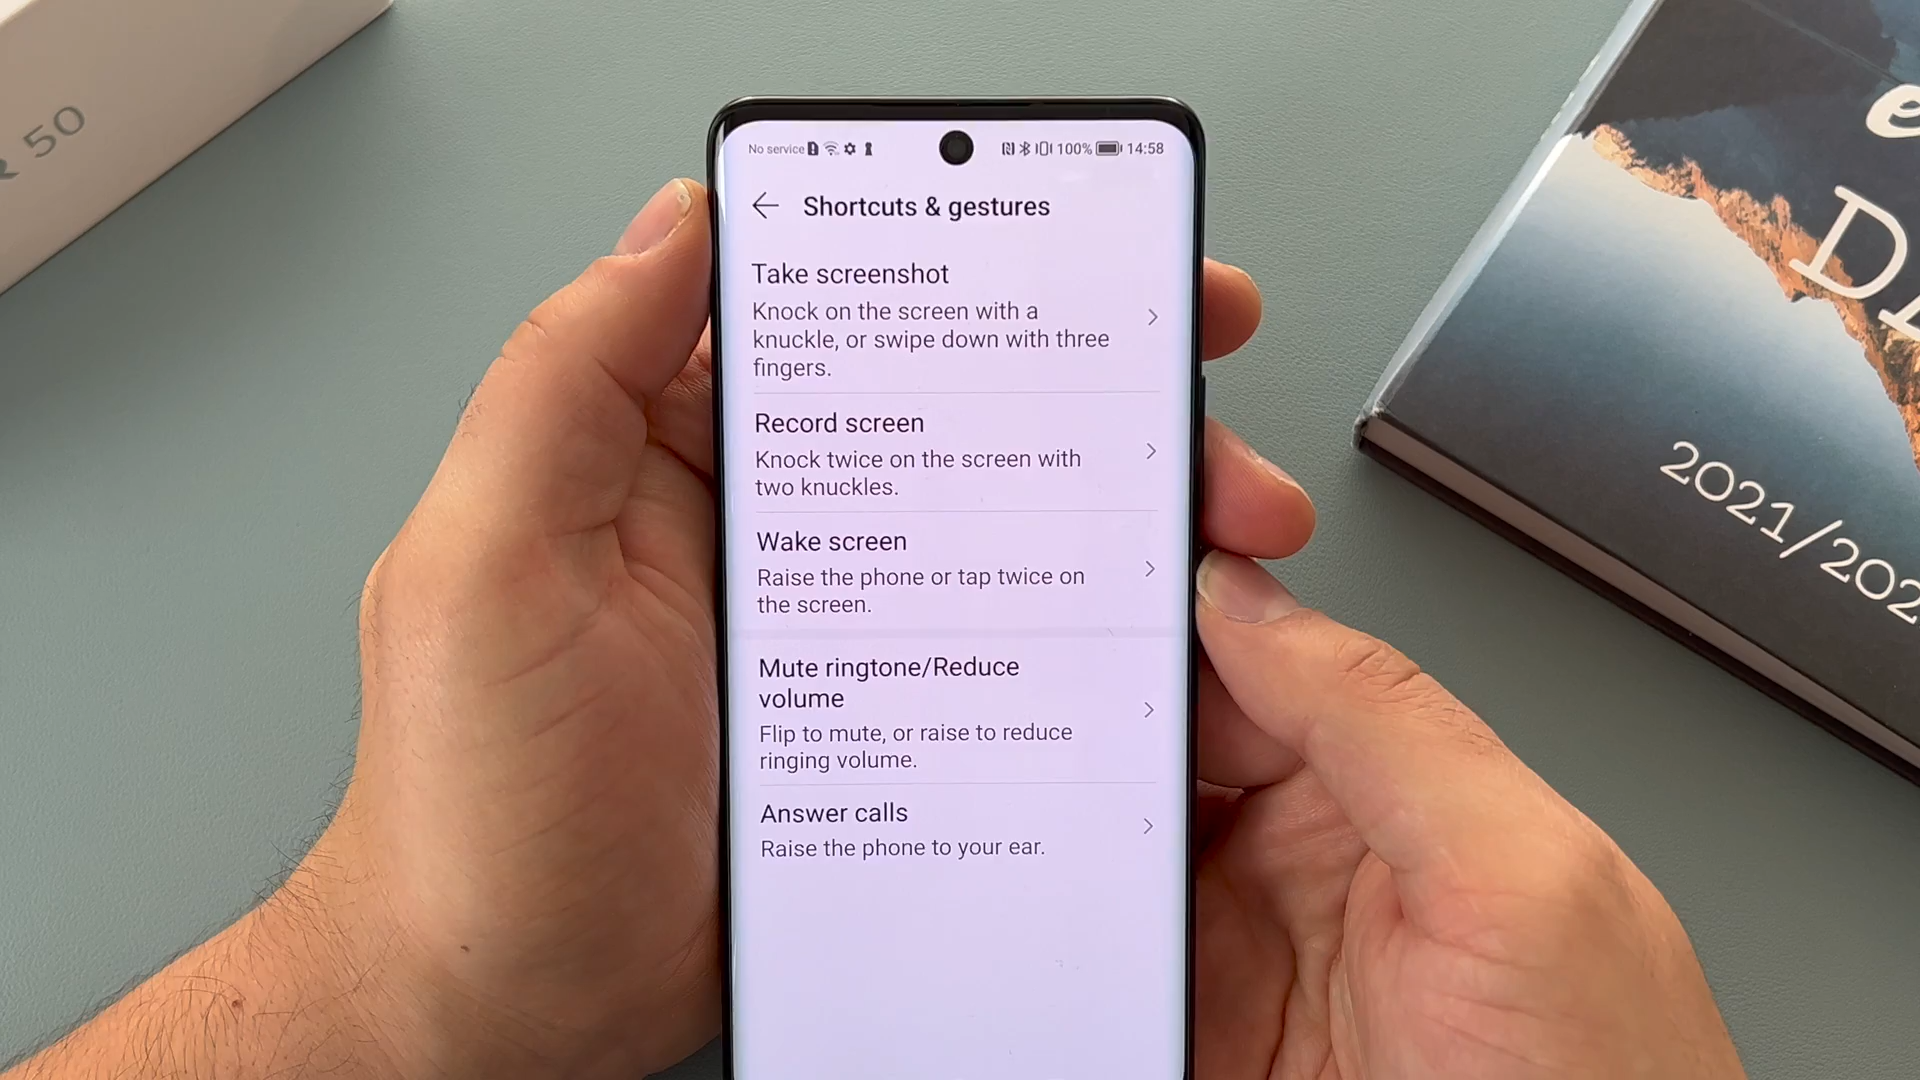 50
No service 100% 14:58
Shortcuts & gestures
Take screenshot
Knock on the screen with a
knuckle, or swipe down with three
fingers.
Record screen
Knock twice on the screen with
two knuckles.
Wake screen
Raise the phone or tap twice on
the screen.
Mute ringtone/Reduce
volume
Flip to mute, or raise to reduce
ringing volume.
Answer calls
Raise the phone to your ear.
e
D
2021/202